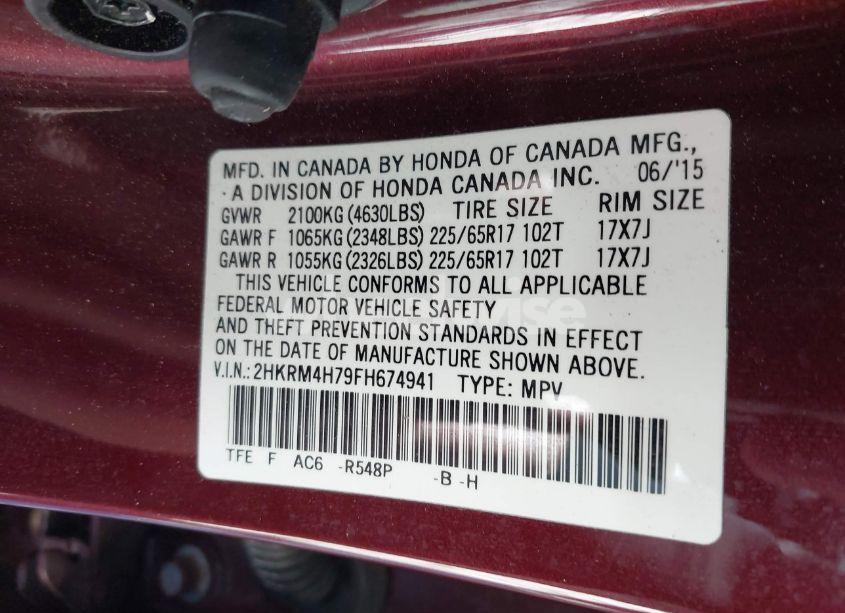 MFD. IN CANADA BY HONDA OF CANADA MFG.,
· A DIVISION OF HONDA CANADA INC. 06/'15
GVWR 2100KG (4630LBS) TIRE SIZE RIM SIZE
GAWR F 1065KG (2348LBS) 225/65R17 102T 17X7J
GAWR R 1055KG (2326LBS) 225/65R17 102T 17X7J
THIS VEHICLE CONFORMS TO ALL APPLICABLE
FEDERAL MOTOR VEHICLE SAFETY
AND THEFT PREVENTION STANDARDS IN EFFECT
ON THE DATE OF MANUFACTURE SHOWN ABOVE.
V.I.N.: 2HKRM4H79FH674941 TYPE: MPV
TFE F AC6 -R548P -B -H